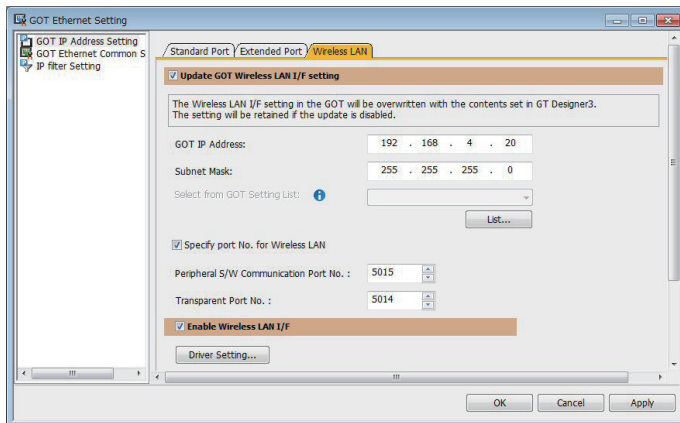 GOT Ethernet Setting
GOT IP Address Setting
GOT Ethernet Common S
IP filter Setting
Standard Port Extended Port Wireless LAN
Update GOT Wireless LAN I/F setting
The Wireless LAN I/F setting in the GOT will be overwritten with the contents set in GT Designer3.
The setting will be retained if the update is disabled.
GOT IP Address: 192 . 168 . 4 . 20
Subnet Mask: 255 . 255 . 255 . 0
Select from GOT Setting List:
List...
Specify port No. for Wireless LAN
Peripheral S/W Communication Port No. : 5015
Transparent Port No. : 5014
Enable Wireless LAN I/F
Driver Setting...
OK Cancel Apply